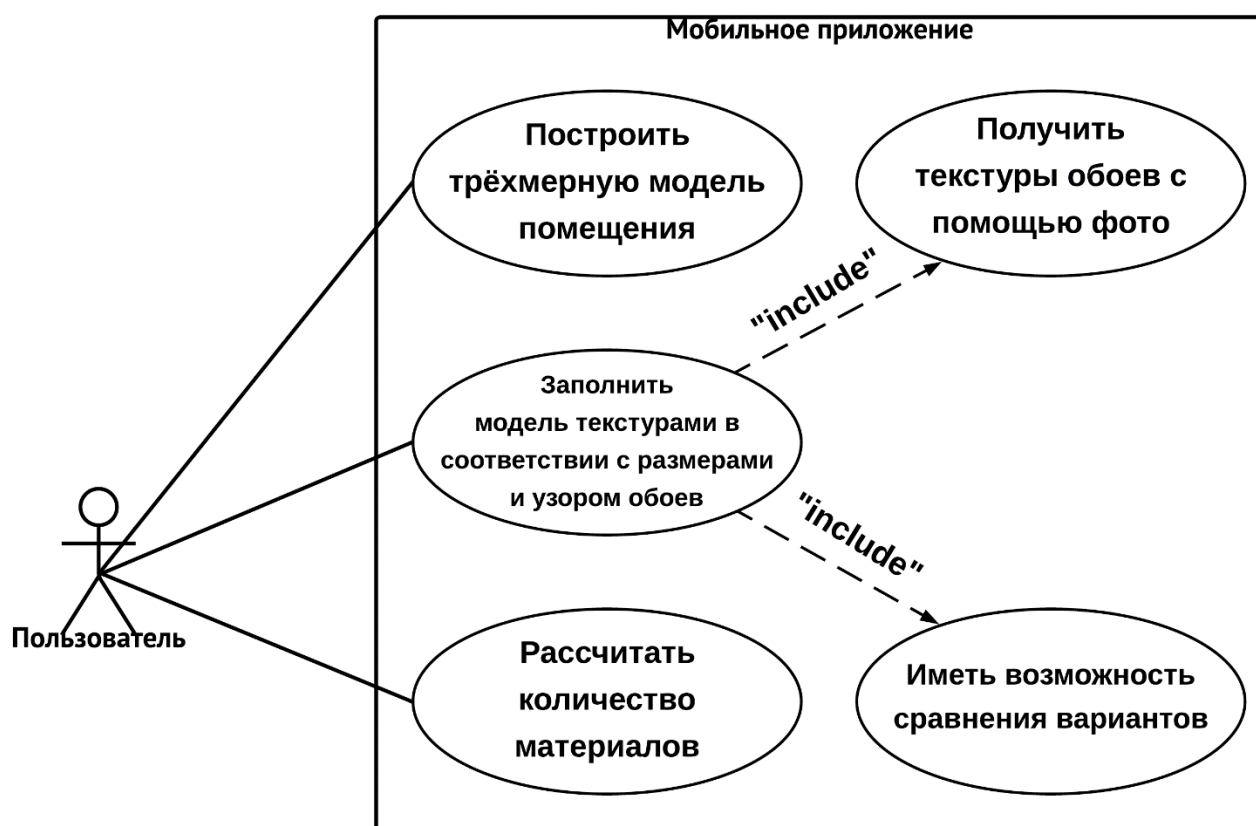 Мобильное приложение
Построить
трёхмерную модель
помещения
Получить
текстуры обоев с
помощью фото
"include"
Заполнить
модель текстурами в
соответствии с размерами
и узором обоев
"include"
Пользователь
Рассчитать
количество
материалов
Иметь возможность
сравнения вариантов